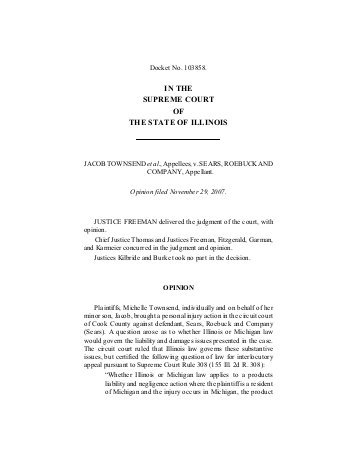 Docket No. 103858.
IN THE
SUPREME COURT
OF
THE STATE OF ILLINOIS
JACOB TOWNSEND et al., Appellees, v. SEARS, ROEBUCK AND
COMPANY, Appellant.
Opinion filed November 29, 2007.
JUSTICE FREEMAN delivered the judgment of the court, with
opinion.
Chief Justice Thomas and Justices Freeman, Fitzgerald, Garman,
and Karmeier concurred in the judgment and opinion.
Justices Kilbride and Burke took no part in the decision.
OPINION
Plaintiffs, Michelle Townsend, individually and on behalf of her
minor son, Jacob, brought a personal injury action in the circuit court
of Cook County against defendant, Sears, Roebuck and Company
(Sears). A question arose as to whether Illinois or Michigan law
would govern the liability and damages issues presented in the case.
The circuit court ruled that Illinois law governs these substantive
issues, but certified the following question of law for interlocutory
appeal pursuant to Supreme Court Rule 308 (155 Ill. 2d R. 308):
“Whether Illinois or Michigan law applies to a products
liability and negligence action where the plaintiff is a resident
of Michigan and the injury occurs in Michigan, the product